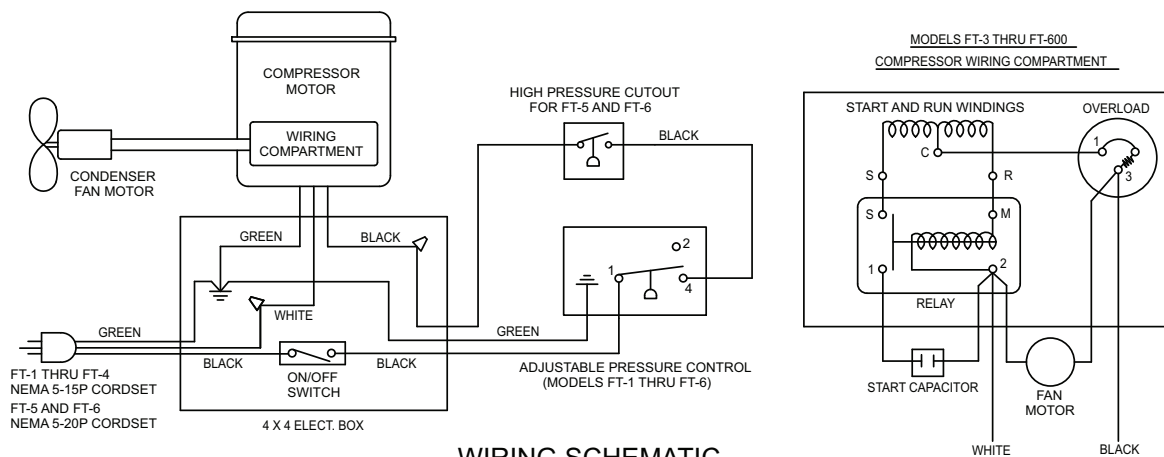 COMPRESSOR
MOTOR
WIRING
COMPARTMENT
CONDENSER
FAN MOTOR
GREEN
BLACK
WHITE
GREEN
BLACK
ON/OFF
SWITCH
BLACK
GREEN
FT-1 THRU FT-4
NEMA 5-15P CORDSET
FT-5 AND FT-6
NEMA 5-20P CORDSET
4 X 4 ELECT. BOX
HIGH PRESSURE CUTOUT
FOR FT-5 AND FT-6
BLACK
2
1
4
ADJUSTABLE PRESSURE CONTROL
(MODELS FT-1 THRU FT-6)
MODELS FT-3 THRU FT-600
COMPRESSOR WIRING COMPARTMENT
START AND RUN WINDINGS
OVERLOAD
C
1
3
S
R
S
M
1
2
RELAY
START CAPACITOR
FAN
MOTOR
WHITE
BLACK
WIRING SCHEMATIC